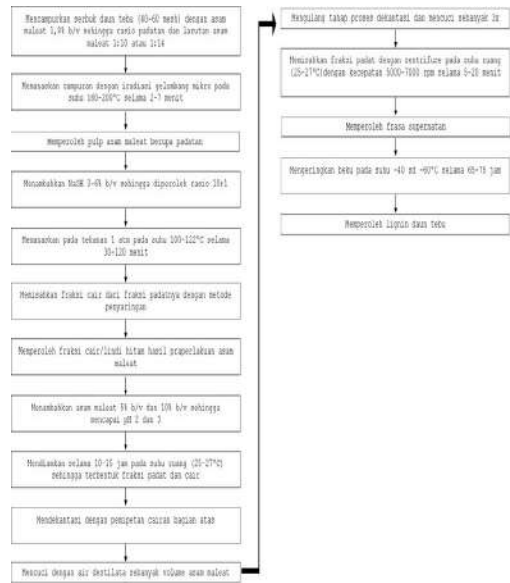 Mencampurkan serbuk daun tebu (40-60 mesh) dengan asam
maleat 1,0% b/v sehingga rasio padatan dan larutan asam
maleat 1:10 atau 1:14
Memanaskan campuran dengan iradiasi gelombang mikro pada
suhu 160-200°C selama 2-7 menit
Memperoleh pulp asam maleat berupa padatan
Menambahkan NaOH 3-6% b/v sehingga diperoleh rasio 10:1
Memanaskan pada tekanan 1 atm pada suhu 100-122°C selama
30-120 menit
Memisahkan fraksi cair dari fraksi padatnya dengan metode
penyaringan
Memperoleh fraksi cair/lindi hitam hasil praperlakuan asam
maleat
Menambahkan asam maleat 5% b/v dan 10% b/v sehingga
mencapai pH 2 dan 3
Mendiamkan selama 10-15 jam pada suhu ruang (25-27°C)
sehingga terbentuk fraksi padat dan cair
Mendekantasi dengan pemipetan cairan bagian atas
Mencuci dengan air destilata sebanyak volume asam maleat
Mengulang tahap proses dekantasi dan mencuci sebanyak 3x
Memisahkan fraksi padat dengan sentrifuse pada suhu ruang
(25-27°C)dengan kecepatan 5000-7000 rpm selama 5-20 menit
Memperoleh frasa supernatan
Mengeringkan beku pada suhu -40 sd -60°C selama 65-75 jam
Memperoleh lignin daun tebu